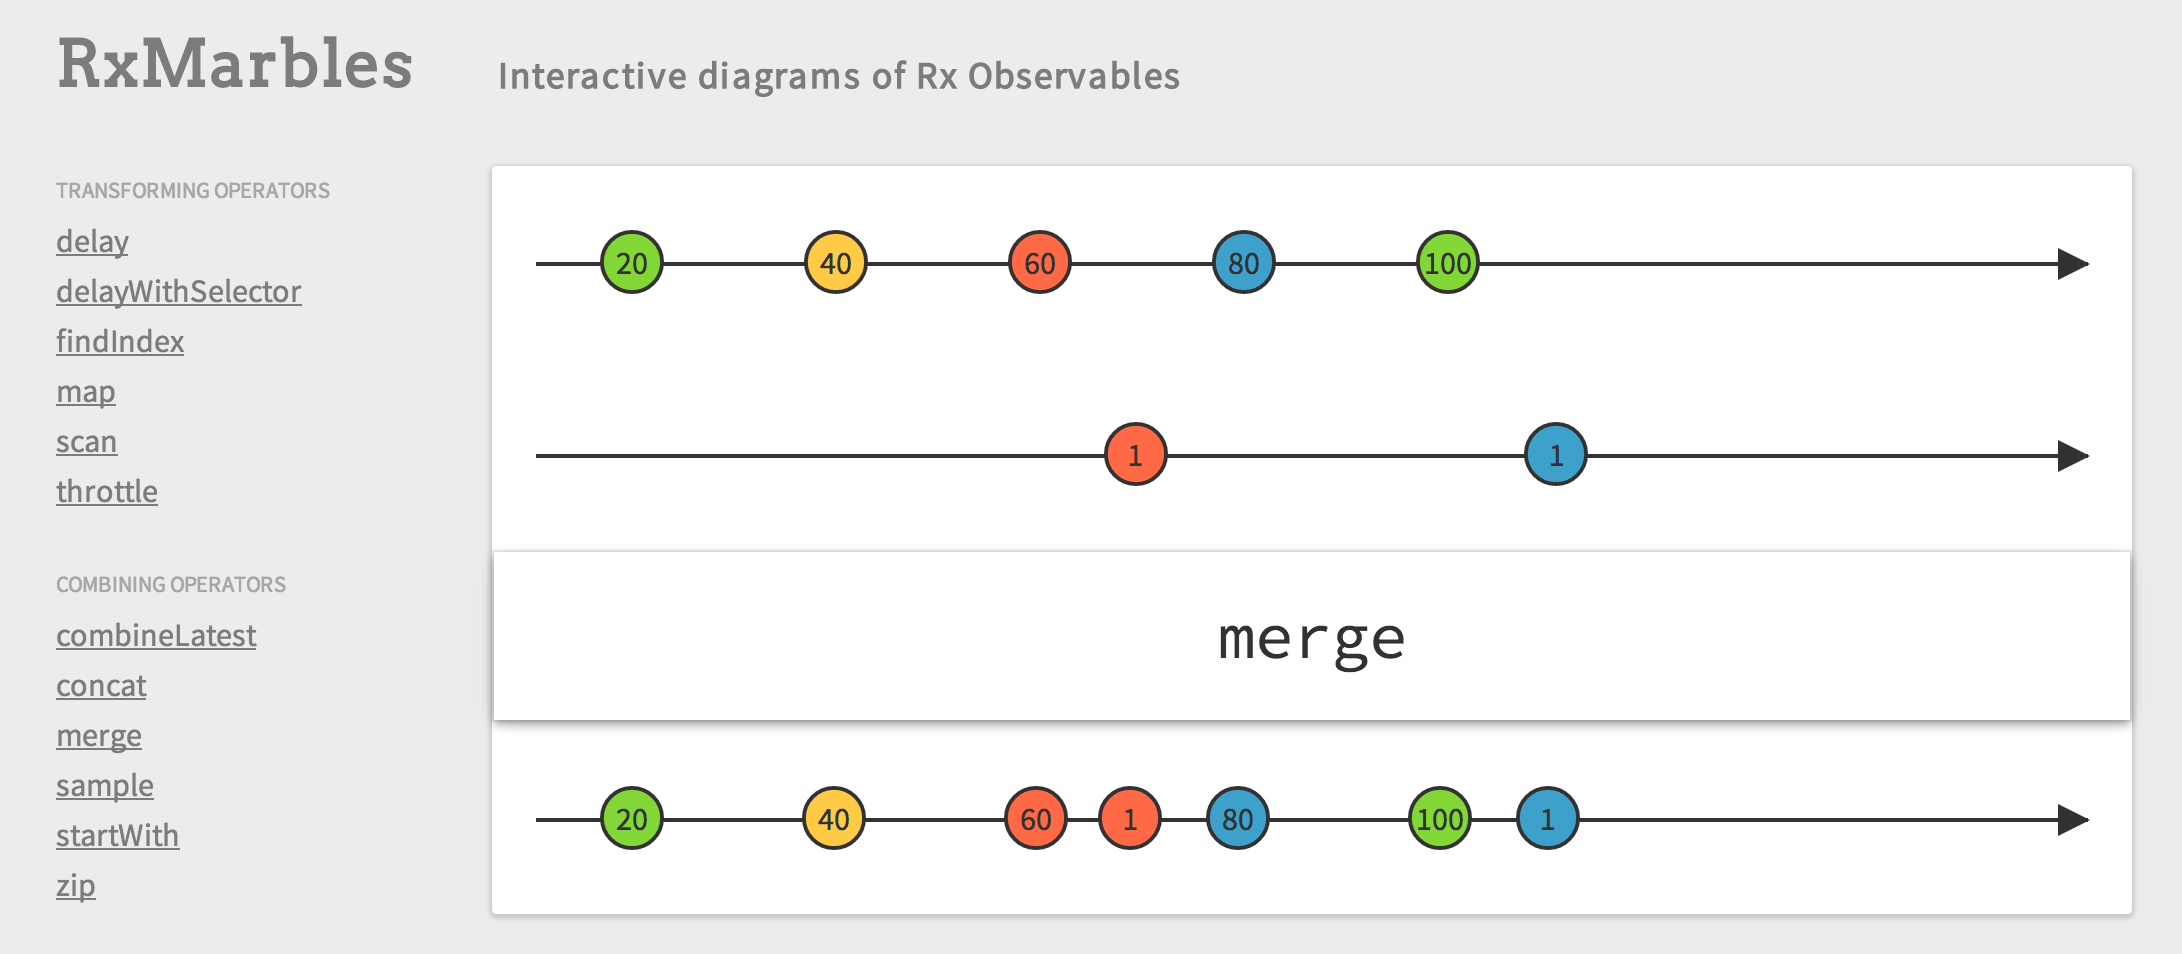 RxMarbles
Interactive diagrams of Rx Observables
TRANSFORMING OPERATORS
delay
delayWithSelector
findIndex
map
scan
throttle
COMBINING OPERATORS
combineLatest
concat
merge
sample
startWith
zip
20 40 60 80 100
1 1
merge
20 40 60 1 80 100 1